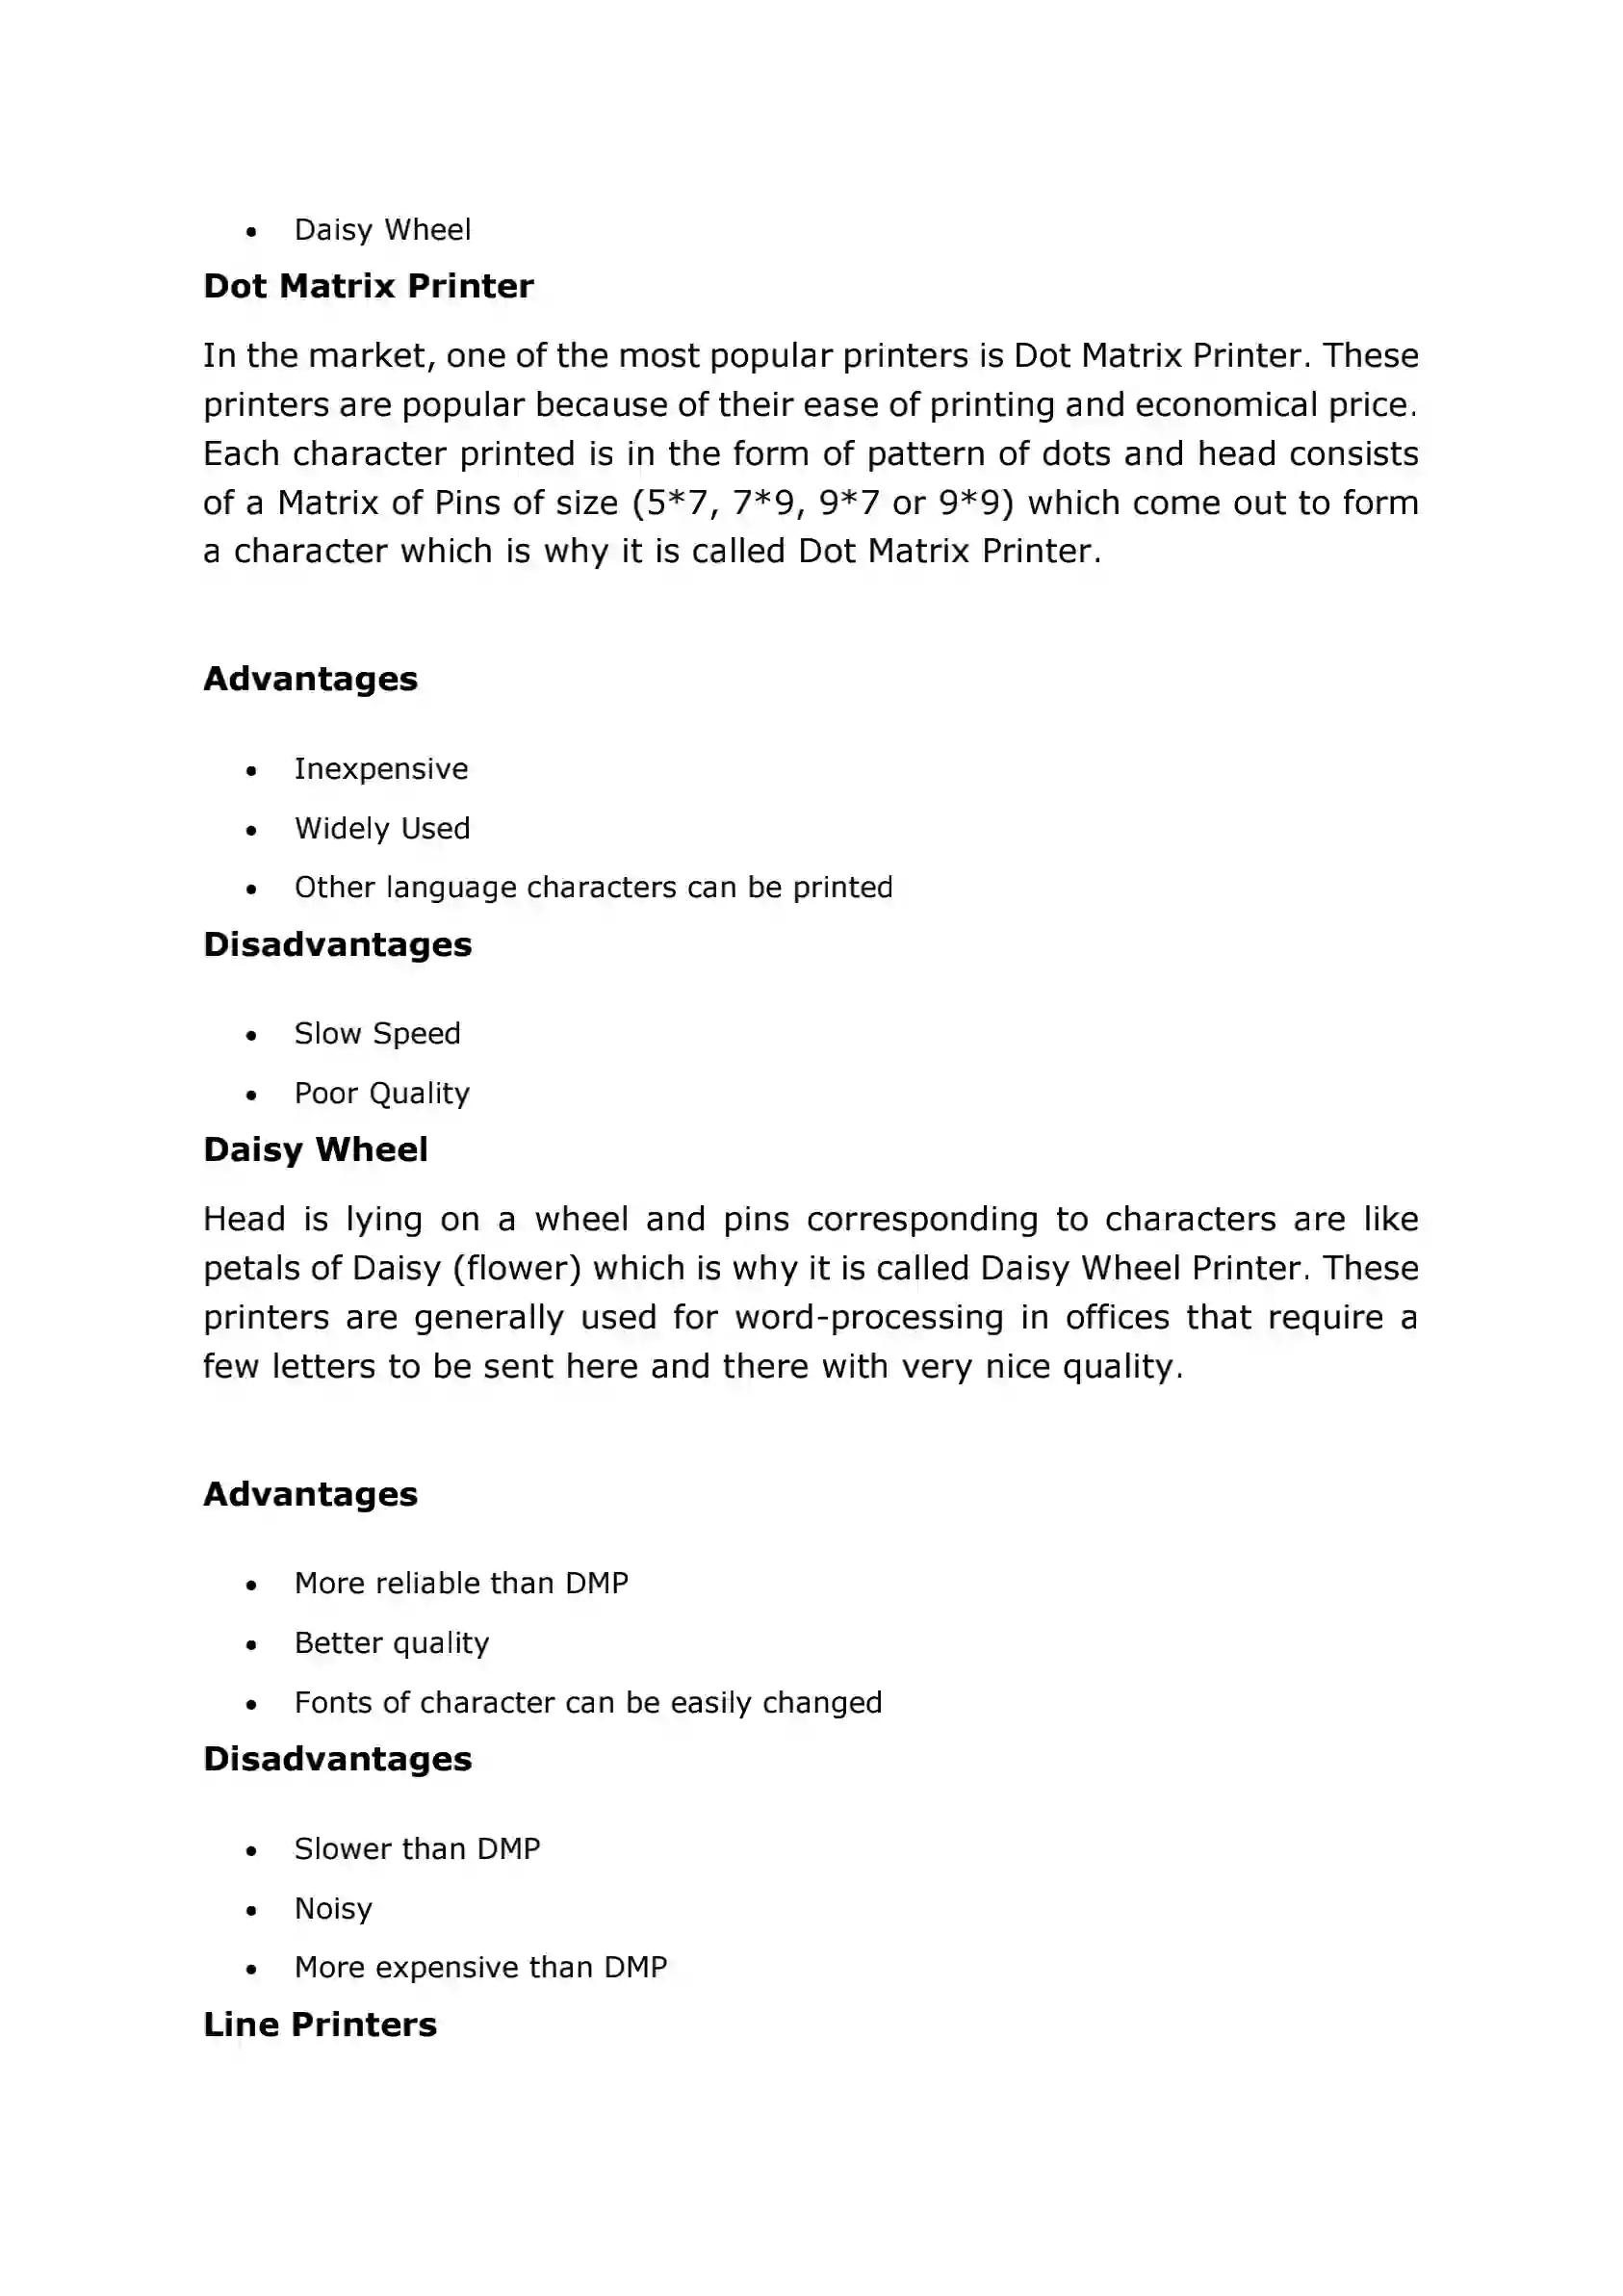 • Daisy Wheel
Dot Matrix Printer
In the market, one of the most popular printers is Dot Matrix Printer. These
printers are popular because of their ease of printing and economical price.
Each character printed is in the form of pattern of dots and head consists
of a Matrix of Pins of size (5*7, 7*9, 9*7 or 9*9) which come out to form
a character which is why it is called Dot Matrix Printer.
Advantages
• Inexpensive
• Widely Used
• Other language characters can be printed
Disadvantages
• Slow Speed
• Poor Quality
Daisy Wheel
Head is lying on a wheel and pins corresponding to characters are like
petals of Daisy (flower) which is why it is called Daisy Wheel Printer. These
printers are generally used for word-processing in offices that require a
few letters to be sent here and there with very nice quality.
Advantages
• More reliable than DMP
• Better quality
• Fonts of character can be easily changed
Disadvantages
• Slower than DMP
• Noisy
• More expensive than DMP
Line Printers